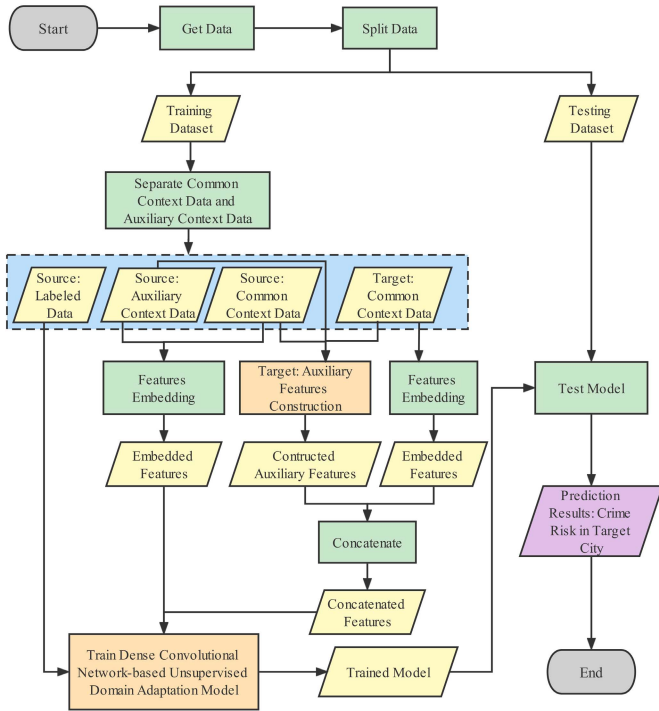 Start
Get Data
Split Data
Training
Dataset
Testing
Dataset
Separate Common
Context Data and
Auxiliary Context Data
Source:
Labeled
Data
Source:
Auxiliary
Context Data
Source:
Common
Context Data
Target:
Common
Context Data
Features
Embedding
Target: Auxiliary
Features
Construction
Features
Embedding
Test Model
Embedded
Features
Contructed
Auxiliary Features
Embedded
Features
Prediction
Results: Crime
Risk in Target
City
Concatenate
Concatenated
Features
Train Dense Convolutional
Network-based Unsupervised
Domain Adaptation Model
Trained Model
End